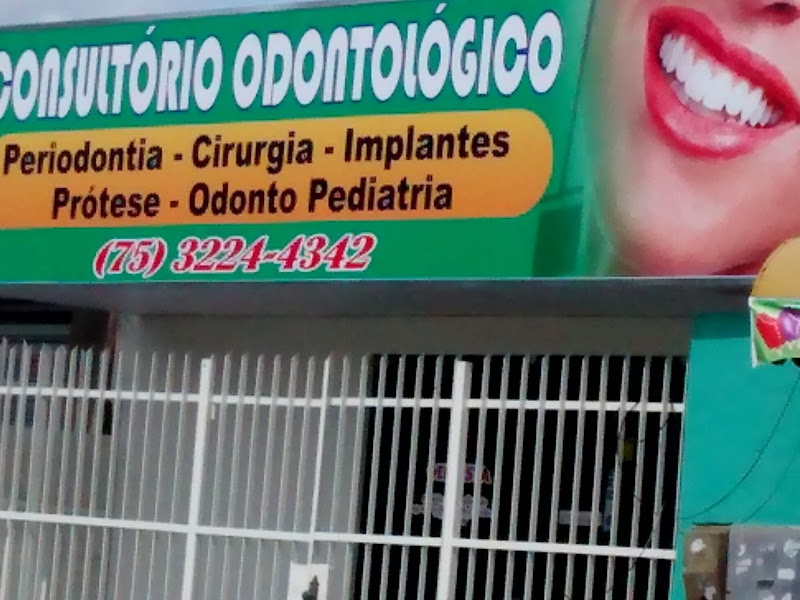 CONSULTÓRIO ODONTOLÓGICO
Periodontia - Cirurgia - Implantes
Prótese - Odonto Pediatria
(75) 3224-4342